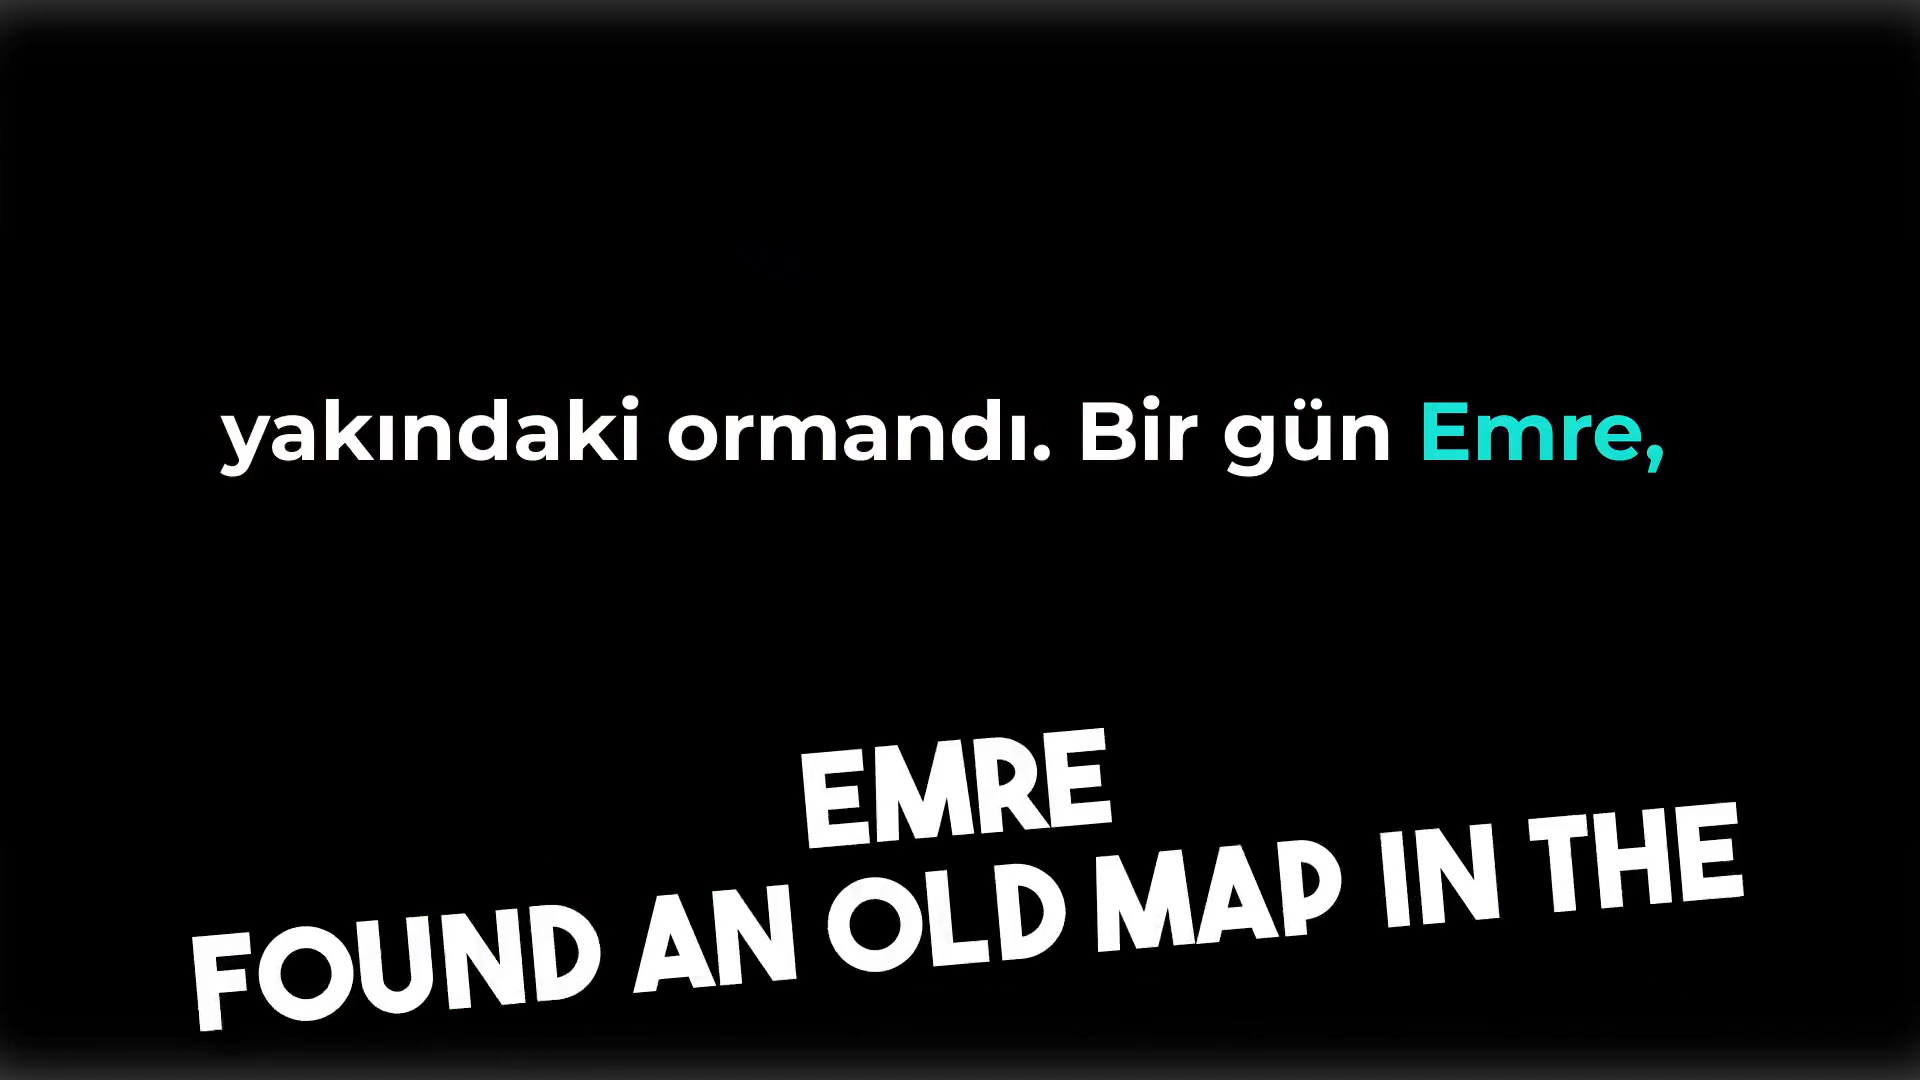 yakındaki ormandı. Bir gün Emre,
EMRE
FOUND AN OLD MAP IN THE